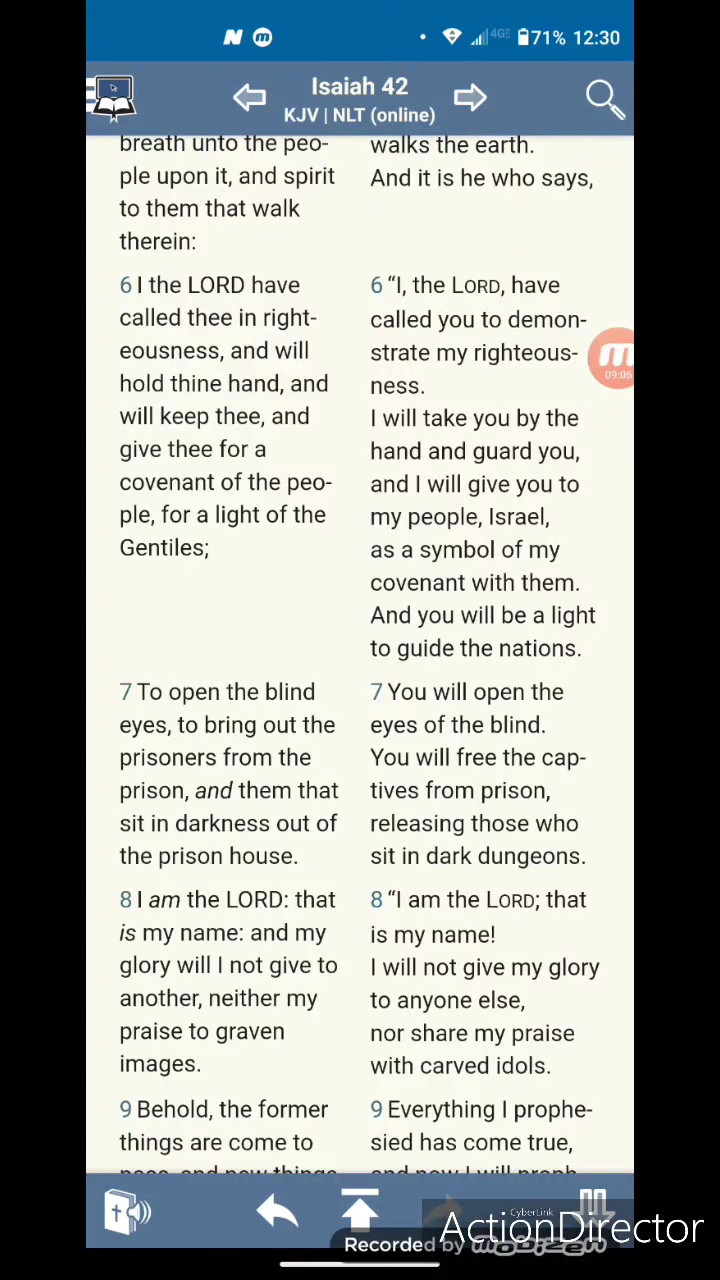 71% 12:30
Isaiah 42
KJV | NLT (online)
breath unto the peo-
ple upon it, and spirit
to them that walk
therein:
6 I the LORD have
called thee in right-
eousness, and will
hold thine hand, and
will keep thee, and
give thee for a
covenant of the peo-
ple, for a light of the
Gentiles;
7 To open the blind
eyes, to bring out the
prisoners from the
prison, and them that
sit in darkness out of
the prison house.
8 I am the LORD: that
is my name: and my
glory will I not give to
another, neither my
praise to graven
images.
9 Behold, the former
things are come to
pass, and new things
walks the earth.
And it is he who says,
6 “I, the LORD, have
called you to demon-
strate my righteous-
ness.
I will take you by the
hand and guard you,
and I will give you to
my people, Israel,
as a symbol of my
covenant with them.
And you will be a light
to guide the nations.
7 You will open the
eyes of the blind.
You will free the cap-
tives from prison,
releasing those who
sit in dark dungeons.
8 “I am the LORD; that
is my name!
I will not give my glory
to anyone else,
nor share my praise
with carved idols.
9 Everything I prophe-
sied has come true,
and now I will proph
09:06
CyberLink
ActionDirector
Recorded by mobizen